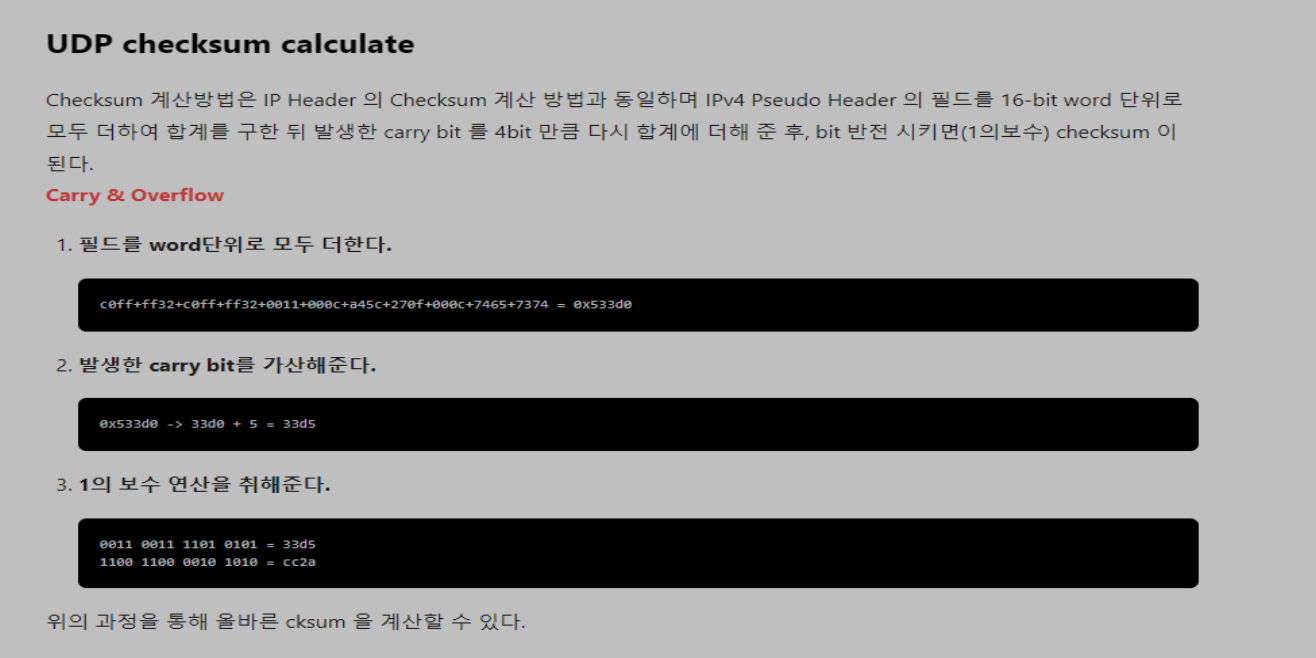 UDP checksum calculate
Checksum 계산방법은 IP Header 의 Checksum 계산 방법과 동일하며 IPv4 Pseudo Header 의 필드를 16-bit word 단위로
모두 더하여 합계를 구한 뒤 발생한 carry bit 를 4bit 만큼 다시 합계에 더해 준 후, bit 반전 시키면(1의보수) checksum 이
된다.
Carry & Overflow
1. 필드를 word단위로 모두 더한다.
c0ff+ff32+c0ff+ff32+0011+000c+a45c+270f+000c+7465+7374 = 0x533d0
2. 발생한 carry bit를 가산해준다.
0x533d0 -> 33d0 + 5 = 33d5
3. 1의 보수 연산을 취해준다.
0011 0011 1101 0101 = 33d5
1100 1100 0010 1010 = cc2a
위의 과정을 통해 올바른 cksum 을 계산할 수 있다.